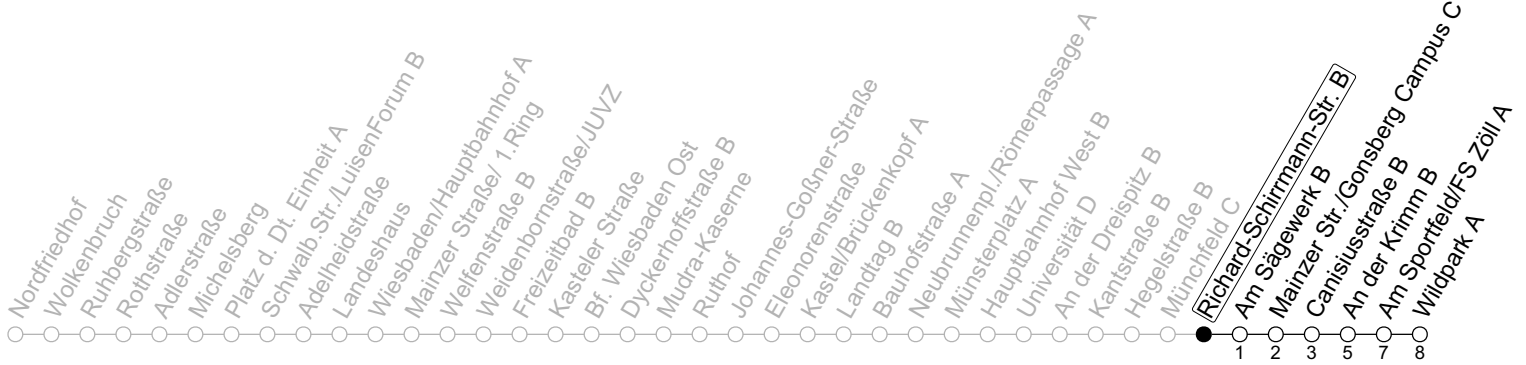 Nordfriedhof
Wolkenbruch
Ruhbergstraße
Rothstraße
Adlerstraße
Michelsberg
Platz d. Dt. Einheit A
Schwalb.Str./LuisenForum B
Adelheidstraße
Landeshaus
Wiesbaden/Hauptbahnhof A
Mainzer Straße/ 1.Ring
Welfenstraße B
Weidenbornstraße/JUVZ
Freizeitbad B
Kasteler Straße
Bf. Wiesbaden Ost
Dyckerhoffstraße B
Mudra-Kaserne
Ruthof
Johannes-Goßner-Straße
Eleonorenstraße
Kastel/Brückenkopf A
Landtag B
Bauhofstraße A
Neubrunnenpl./Römerpassage A
Münsterplatz A
Hauptbahnhof West B
Universität D
An der Dreispitz B
Kantstraße B
Hegelstraße B
Münchfeld C
Richard-Schirrmann-Str. B
Am Sägewerk B
Mainzer Str./Gonsberg Campus C
Canisiusstraße B
An der Krimm B
Am Sportfeld/FS Zöll A
Wildpark A
1 2 3 5 7 8